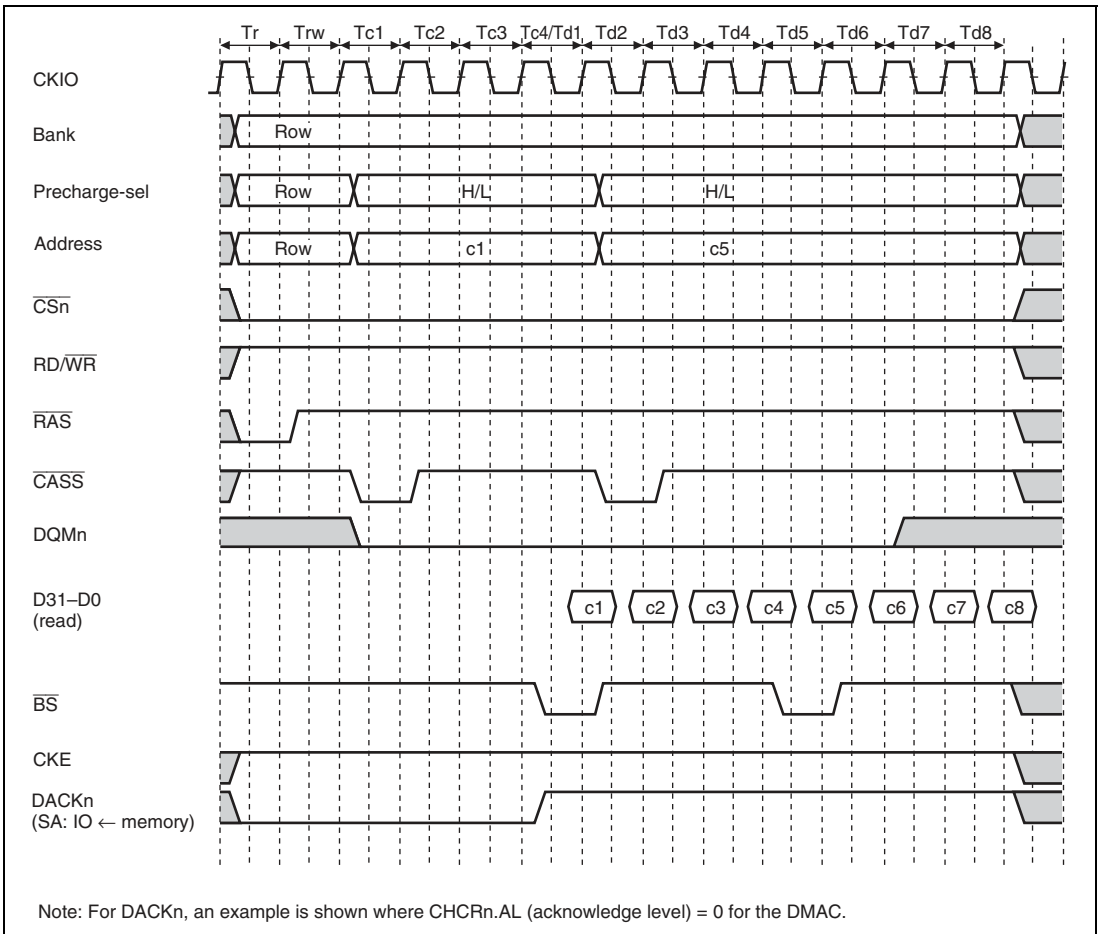 Tr Trw Tc1 Tc2 Tc3 Tc4/Td1 Td2 Td3 Td4 Td5 Td6 Td7 Td8
CKIO
Bank Row
Precharge-sel Row H/L H/L
Address Row c1 c5
CSn
RD/WR
RAS
CASS
DQMn
D31–D0
(read)
c1 c2 c3 c4 c5 c6 c7 c8
BS
CKE
DACKn
(SA: IO ← memory)
Note: For DACKn, an example is shown where CHCRn.AL (acknowledge level) = 0 for the DMAC.